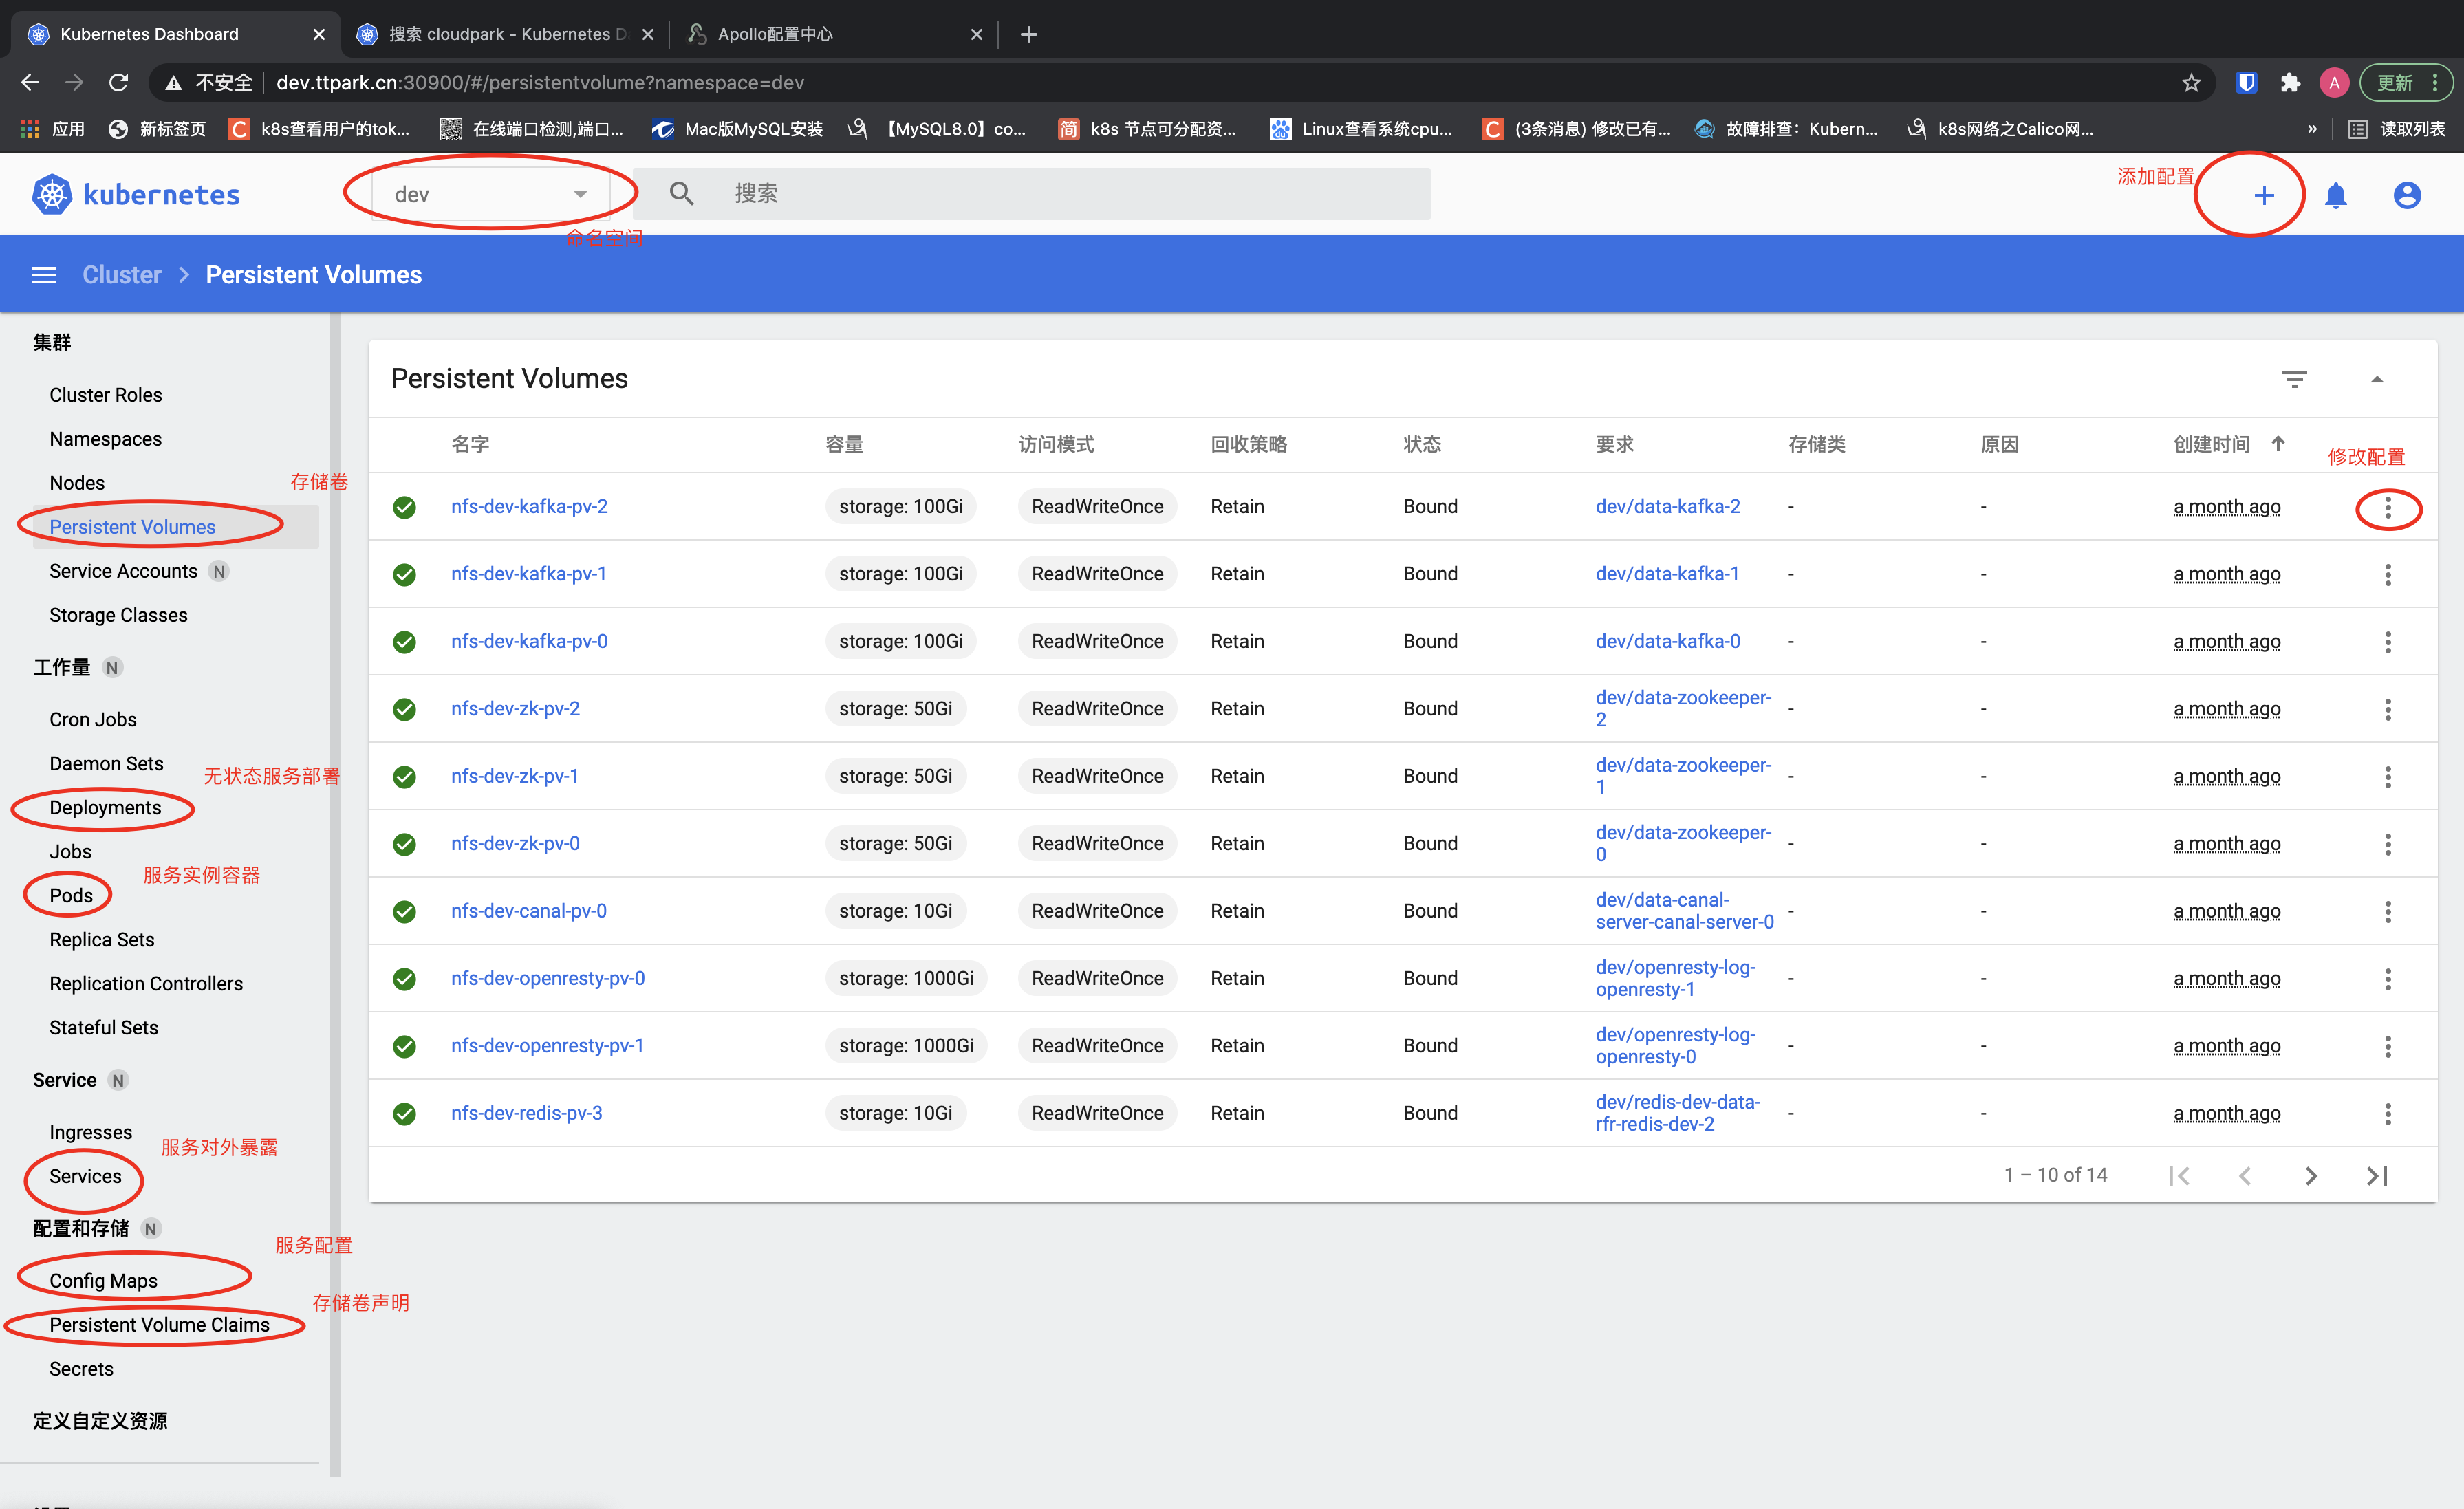 Kubernetes Dashboard
搜索 cloudpark - Kubernetes D
Apollo配置中心
不安全
dev.ttpark.cn:30900/#/persistentvolume?namespace=dev
A
更新
应用
新标签页
k8s查看用户的tok...
在线端口检测,端口...
Mac版MySQL安装
【MySQL8.0】co...
简
k8s 节点可分配资...
Linux查看系统cpu...
(3条消息) 修改已有...
故障排查：Kubern...
k8s网络之Calico网...
»
读取列表
kubernetes
dev
搜索
添加配置
命名空间
Cluster
Persistent Volumes
集群
Cluster Roles
Namespaces
Nodes
存储卷
Persistent Volumes
Service Accounts N
Storage Classes
工作量 N
Cron Jobs
Daemon Sets
无状态服务部署
Deployments
Jobs
服务实例容器
Pods
Replica Sets
Replication Controllers
Stateful Sets
Service N
Ingresses
服务对外暴露
Services
配置和存储 N
服务配置
Config Maps
存储卷声明
Persistent Volume Claims
Secrets
定义自定义资源
Persistent Volumes
名字 容量 访问模式 回收策略 状态 要求 存储类 原因 创建时间
修改配置
nfs-dev-kafka-pv-2 storage: 100Gi ReadWriteOnce Retain Bound dev/data-kafka-2 - - a month ago
nfs-dev-kafka-pv-1 storage: 100Gi ReadWriteOnce Retain Bound dev/data-kafka-1 - - a month ago
nfs-dev-kafka-pv-0 storage: 100Gi ReadWriteOnce Retain Bound dev/data-kafka-0 - - a month ago
nfs-dev-zk-pv-2 storage: 50Gi ReadWriteOnce Retain Bound dev/data-zookeeper- - - a month ago
2
nfs-dev-zk-pv-1 storage: 50Gi ReadWriteOnce Retain Bound dev/data-zookeeper- - - a month ago
1
nfs-dev-zk-pv-0 storage: 50Gi ReadWriteOnce Retain Bound dev/data-zookeeper- - - a month ago
0
nfs-dev-canal-pv-0 storage: 10Gi ReadWriteOnce Retain Bound dev/data-canal- - - a month ago
server-canal-server-0
nfs-dev-openresty-pv-0 storage: 1000Gi ReadWriteOnce Retain Bound dev/openresty-log- - - a month ago
openresty-1
nfs-dev-openresty-pv-1 storage: 1000Gi ReadWriteOnce Retain Bound dev/openresty-log- - - a month ago
openresty-0
nfs-dev-redis-pv-3 storage: 10Gi ReadWriteOnce Retain Bound dev/redis-dev-data- - - a month ago
rfr-redis-dev-2
1 – 10 of 14